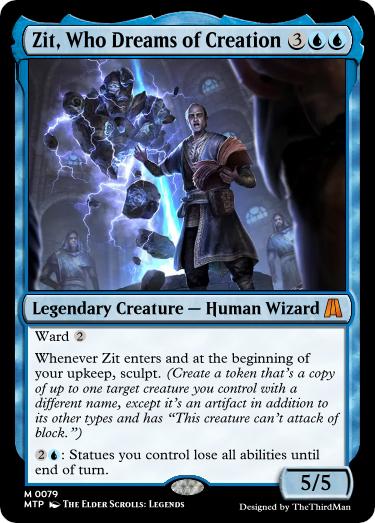 Zit, Who Dreams of Creation 3
Legendary Creature — Human Wizard
Ward 2
Whenever Zit enters and at the beginning of
your upkeep, sculpt. (Create a token that's a copy
of up to one target creature you control with a
different name, except it's an artifact in addition to
its other types and has "This creature can't attack of
block.")
2: Statues you control lose all abilities until
end of turn.
5/5
M 0079
MTP The Elder Scrolls: Legends
Designed by TheThirdMan